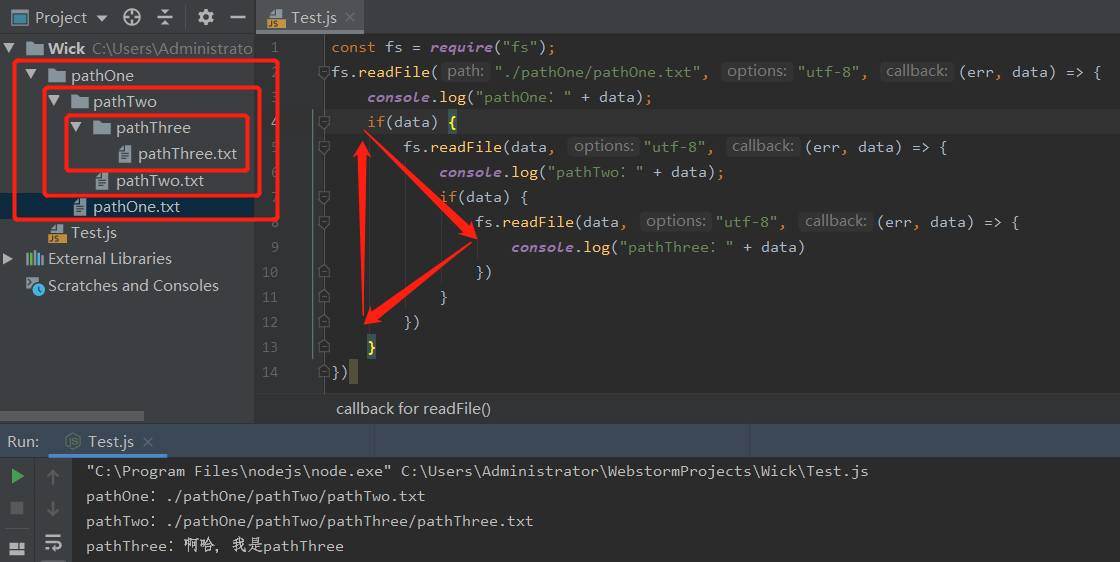 Project
Test.js
Wick C:\Users\Administrato
pathOne
pathTwo
pathThree
pathThree.txt
pathTwo.txt
pathOne.txt
Test.js
External Libraries
Scratches and Consoles
1 const fs = require("fs");
2 fs.readFile( path: "./pathOne/pathOne.txt", options: "utf-8", callback: (err, data) => {
3 console.log("pathOne：" + data);
4 if(data) {
5 fs.readFile(data, options: "utf-8", callback: (err, data) => {
6 console.log("pathTwo：" + data);
7 if(data) {
8 fs.readFile(data, options: "utf-8", callback: (err, data) => {
9 console.log("pathThree：" + data)
10 })
11 }
12 })
13 }
14 })
callback for readFile()
Run: Test.js
"C:\Program Files\nodejs\node.exe" C:\Users\Administrator\WebstormProjects\Wick\Test.js
pathOne：./pathOne/pathTwo/pathTwo.txt
pathTwo：./pathOne/pathTwo/pathThree/pathThree.txt
pathThree：啊哈，我是pathThree